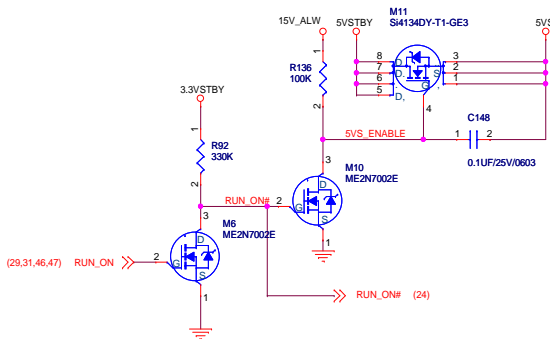 M11
Si4134DY-T1-GE3
15V_ALW
5VSTBY
5VS
1
R136
100K
2
8
7
6
5
D
D
D
D
S
G
3
2
1
4
C148
1
2
0.1UF/25V/0603
5VS_ENABLE
3.3VSTBY
1
R92
330K
2
RUN_ON#
2
3
M10
ME2N7002E
D
G
S
1
3
M6
ME2N7002E
D
G
S
1
(29,31,46,47)
RUN_ON
2
RUN_ON#
(24)